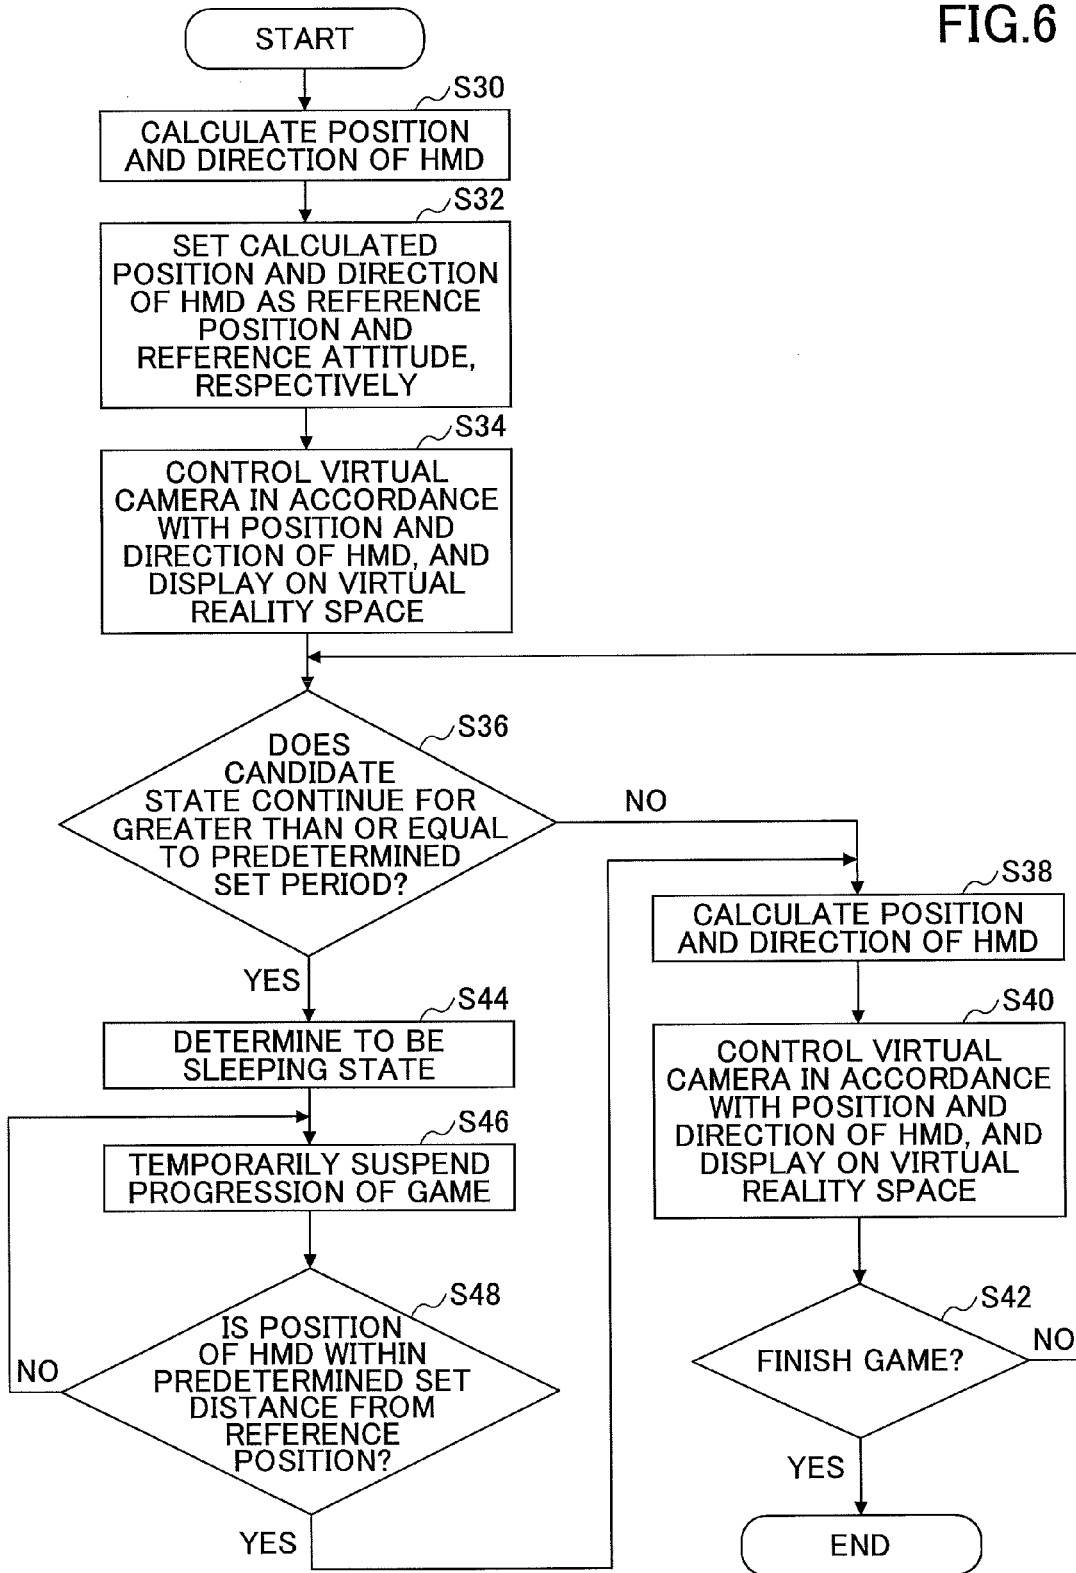 FIG.6
START
S30
CALCULATE POSITION
AND DIRECTION OF HMD
S32
SET CALCULATED
POSITION AND DIRECTION
OF HMD AS REFERENCE
POSITION AND
REFERENCE ATTITUDE,
RESPECTIVELY
S34
CONTROL VIRTUAL
CAMERA IN ACCORDANCE
WITH POSITION AND
DIRECTION OF HMD, AND
DISPLAY ON VIRTUAL
REALITY SPACE
S36
DOES
CANDIDATE
STATE CONTINUE FOR
GREATER THAN OR EQUAL
TO PREDETERMINED
SET PERIOD?
NO
YES
S38
CALCULATE POSITION
AND DIRECTION OF HMD
S40
CONTROL VIRTUAL
CAMERA IN ACCORDANCE
WITH POSITION AND
DIRECTION OF HMD, AND
DISPLAY ON VIRTUAL
REALITY SPACE
S42
FINISH GAME?
NO
YES
END
S44
DETERMINE TO BE
SLEEPING STATE
S46
TEMPORARILY SUSPEND
PROGRESSION OF GAME
S48
IS POSITION
OF HMD WITHIN
PREDETERMINED SET
DISTANCE FROM
REFERENCE
POSITION?
NO
YES